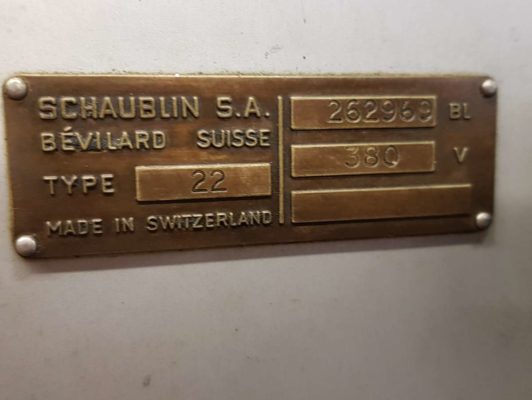 SCHAUBLIN S.A.
BÉVILARD SUISSE
TYPE 22
MADE IN SWITZERLAND
262969 BL
380 V